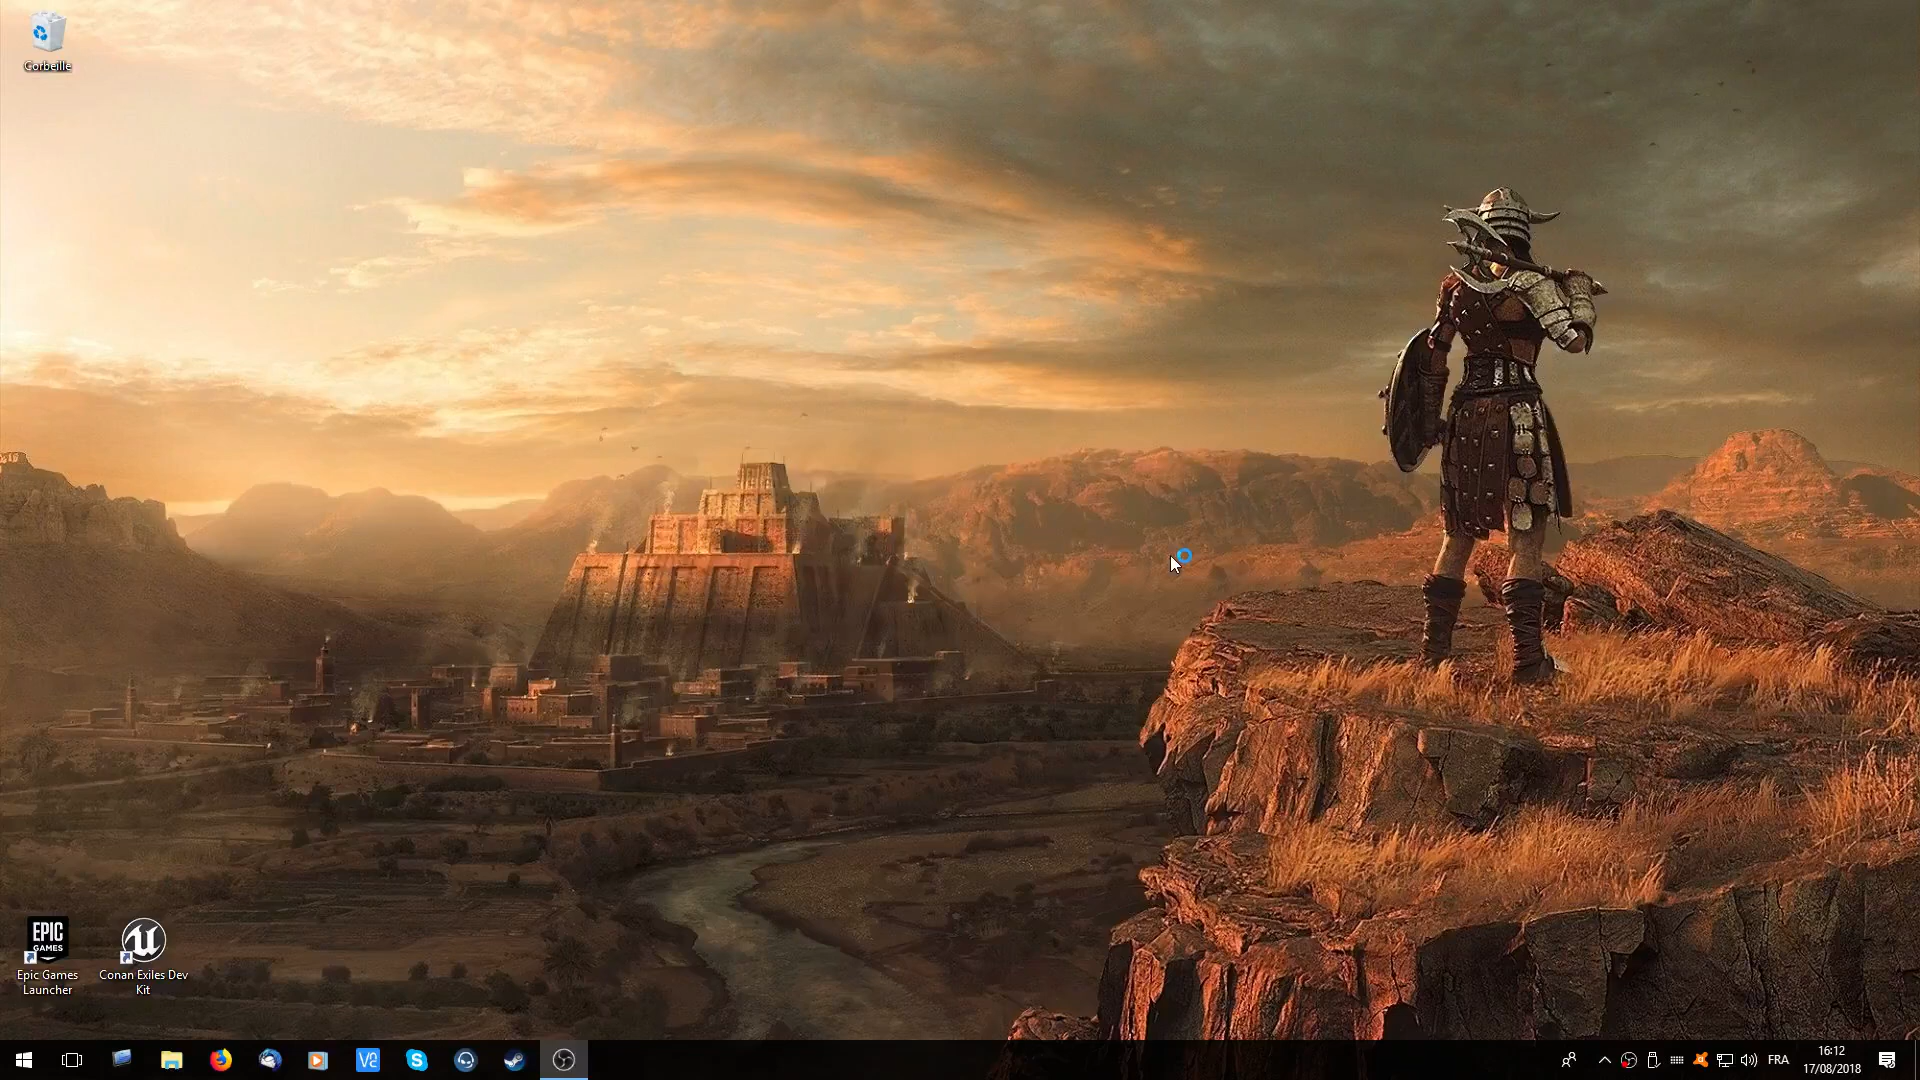 Corbeille
EPIC
GAMES
Epic Games
Launcher
Conan Exiles Dev
Kit
FRA
16:12
17/08/2018